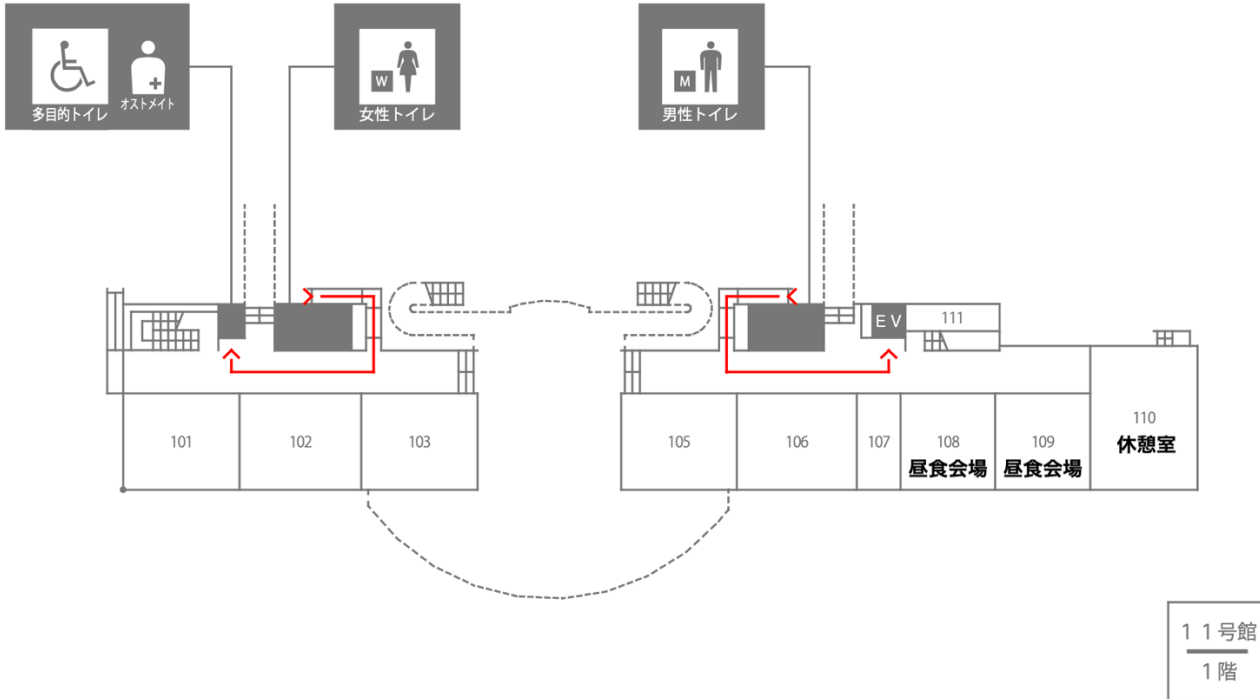 多目的トイレ
オストメイト
W
女性トイレ
M
男性トイレ
EV
111
101
102
103
105
106
107
108
昼食会場
109
昼食会場
110
休憩室
11号館
1階